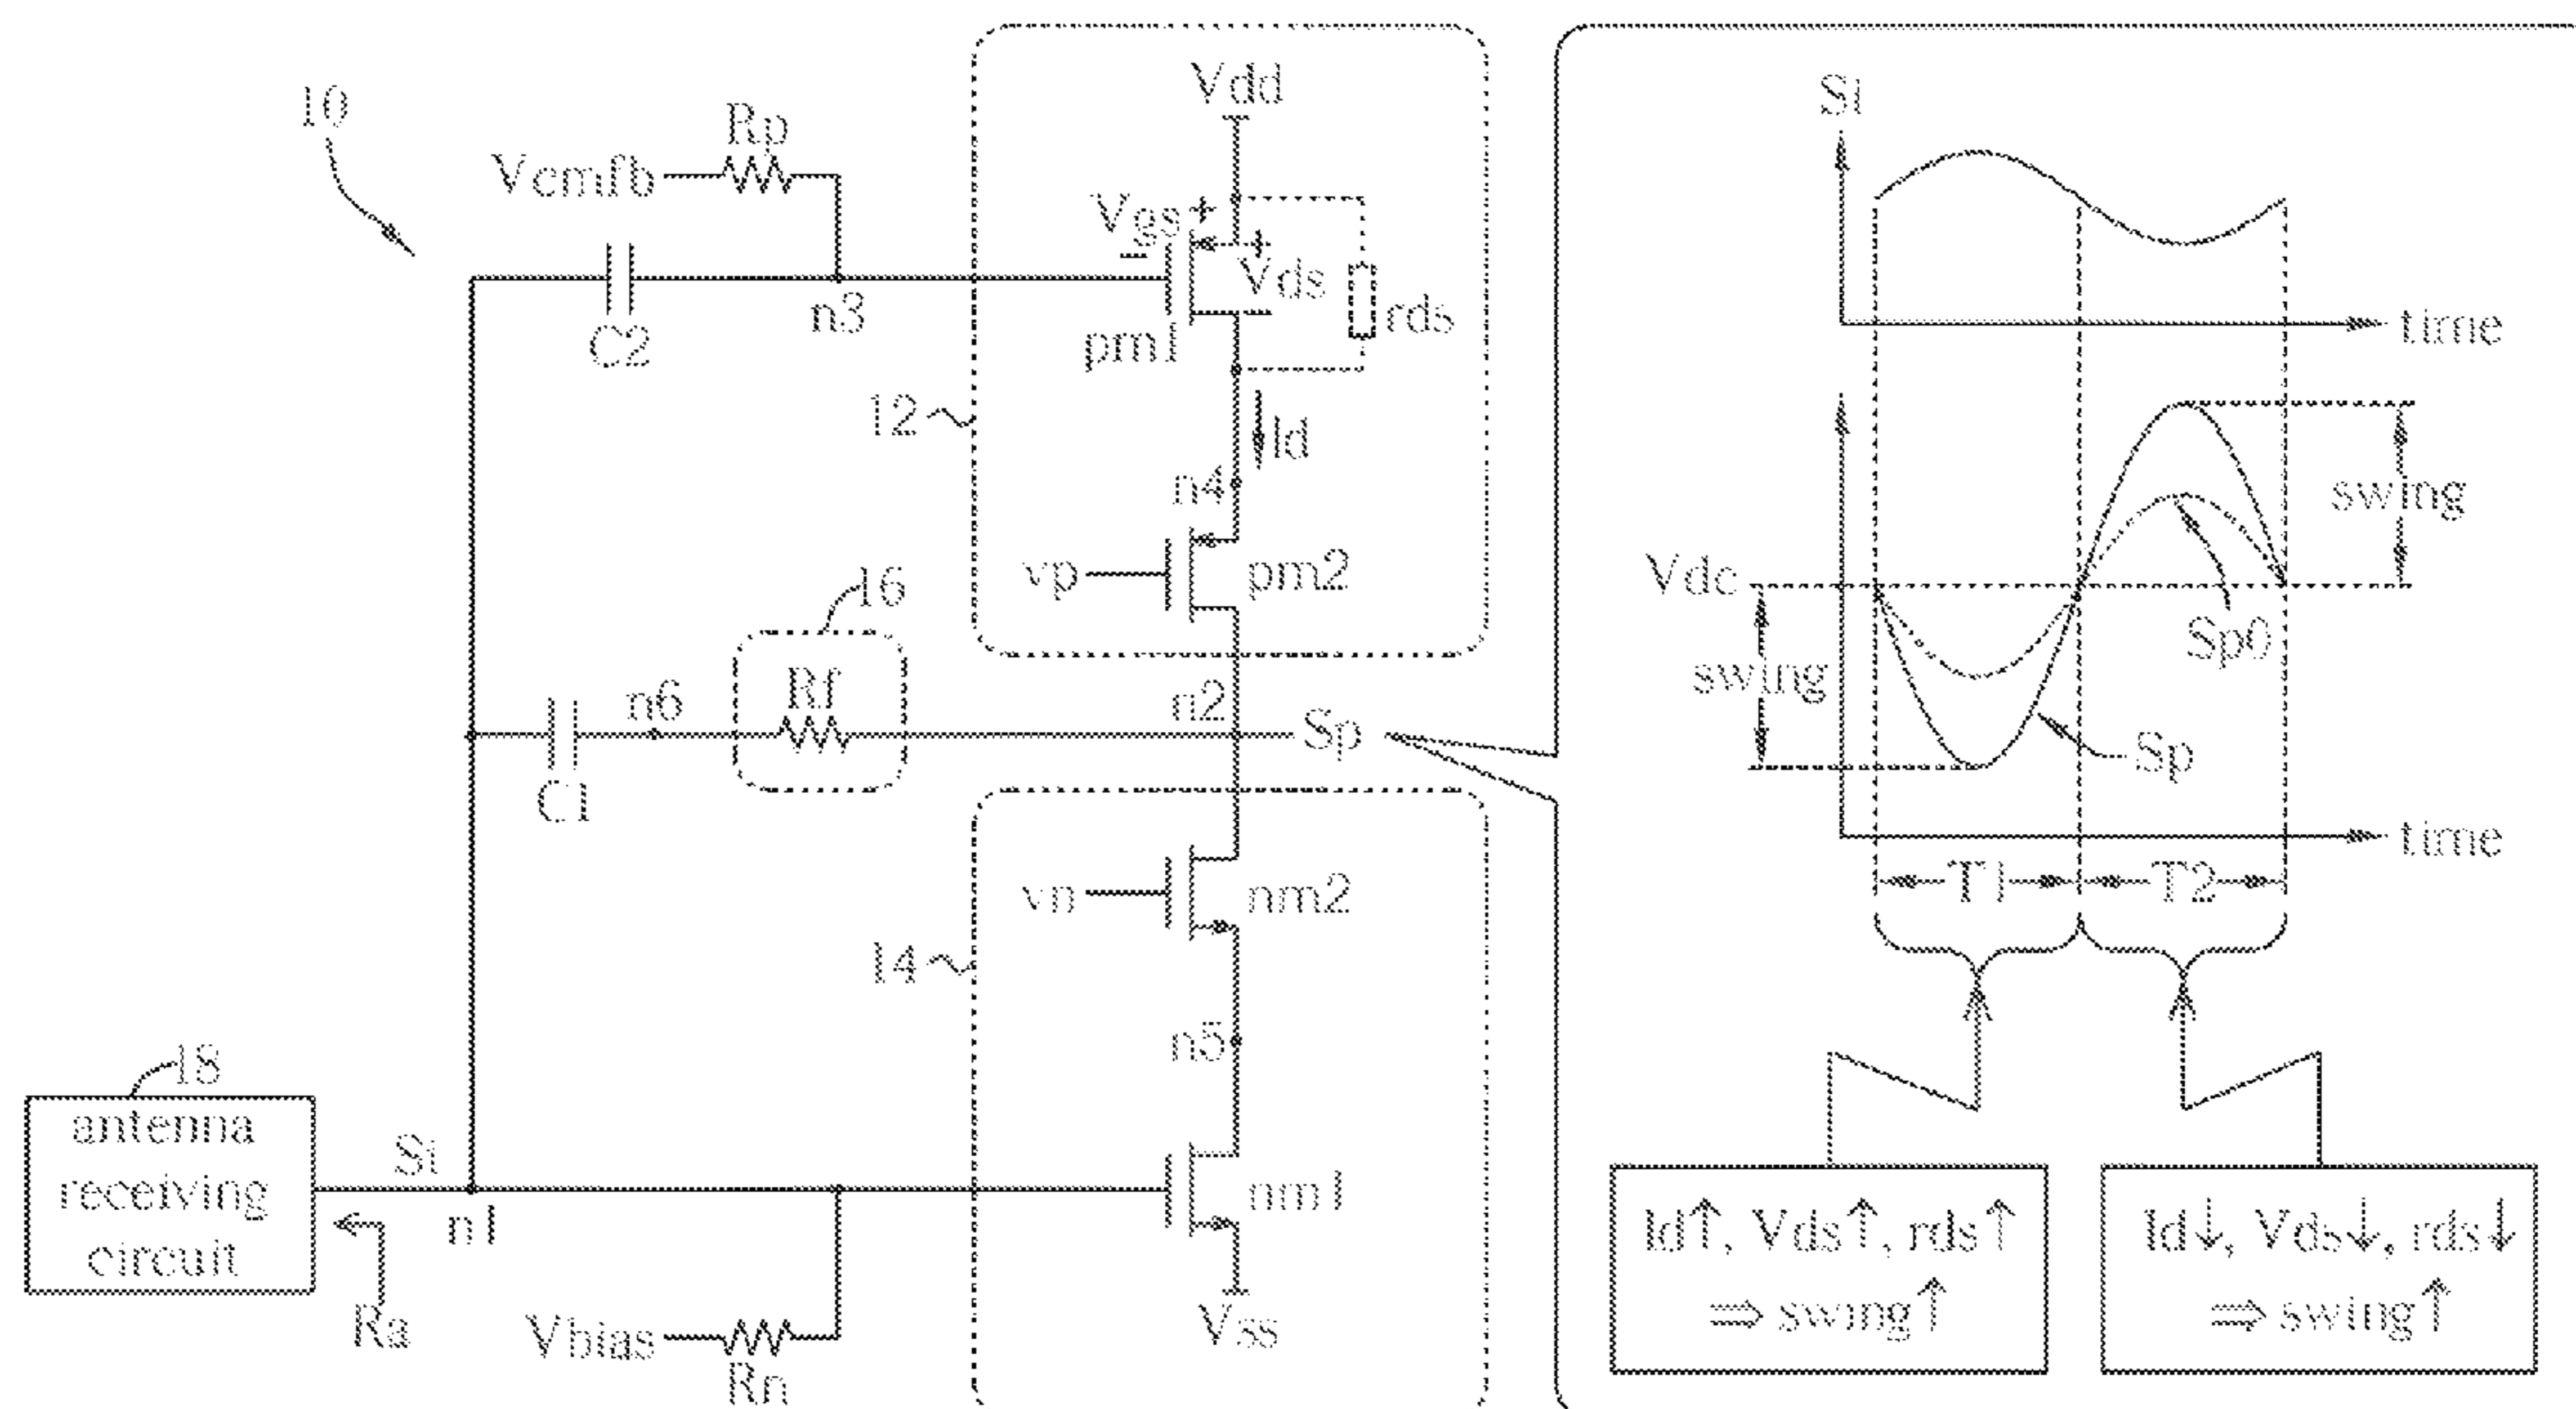 10
Vcmfb
Rp
C2
n3
12
Vdd
Vgs
+
-
+
Vds
-
rds
pm1
Id
n4
vp
pm2
16
Rf
n6
C1
n2
Sp
vn
nm2
14
n5
18
antenna
receiving
circuit
Si
n1
Ra
Vbias
Rn
nm1
Vss
Si
time
swing
Vdc
Sp0
swing
Sp
time
T1
T2
Id↑, Vds↑, rds↑
⇒ swing↑
Id↓, Vds↓, rds↓
⇒ swing↑